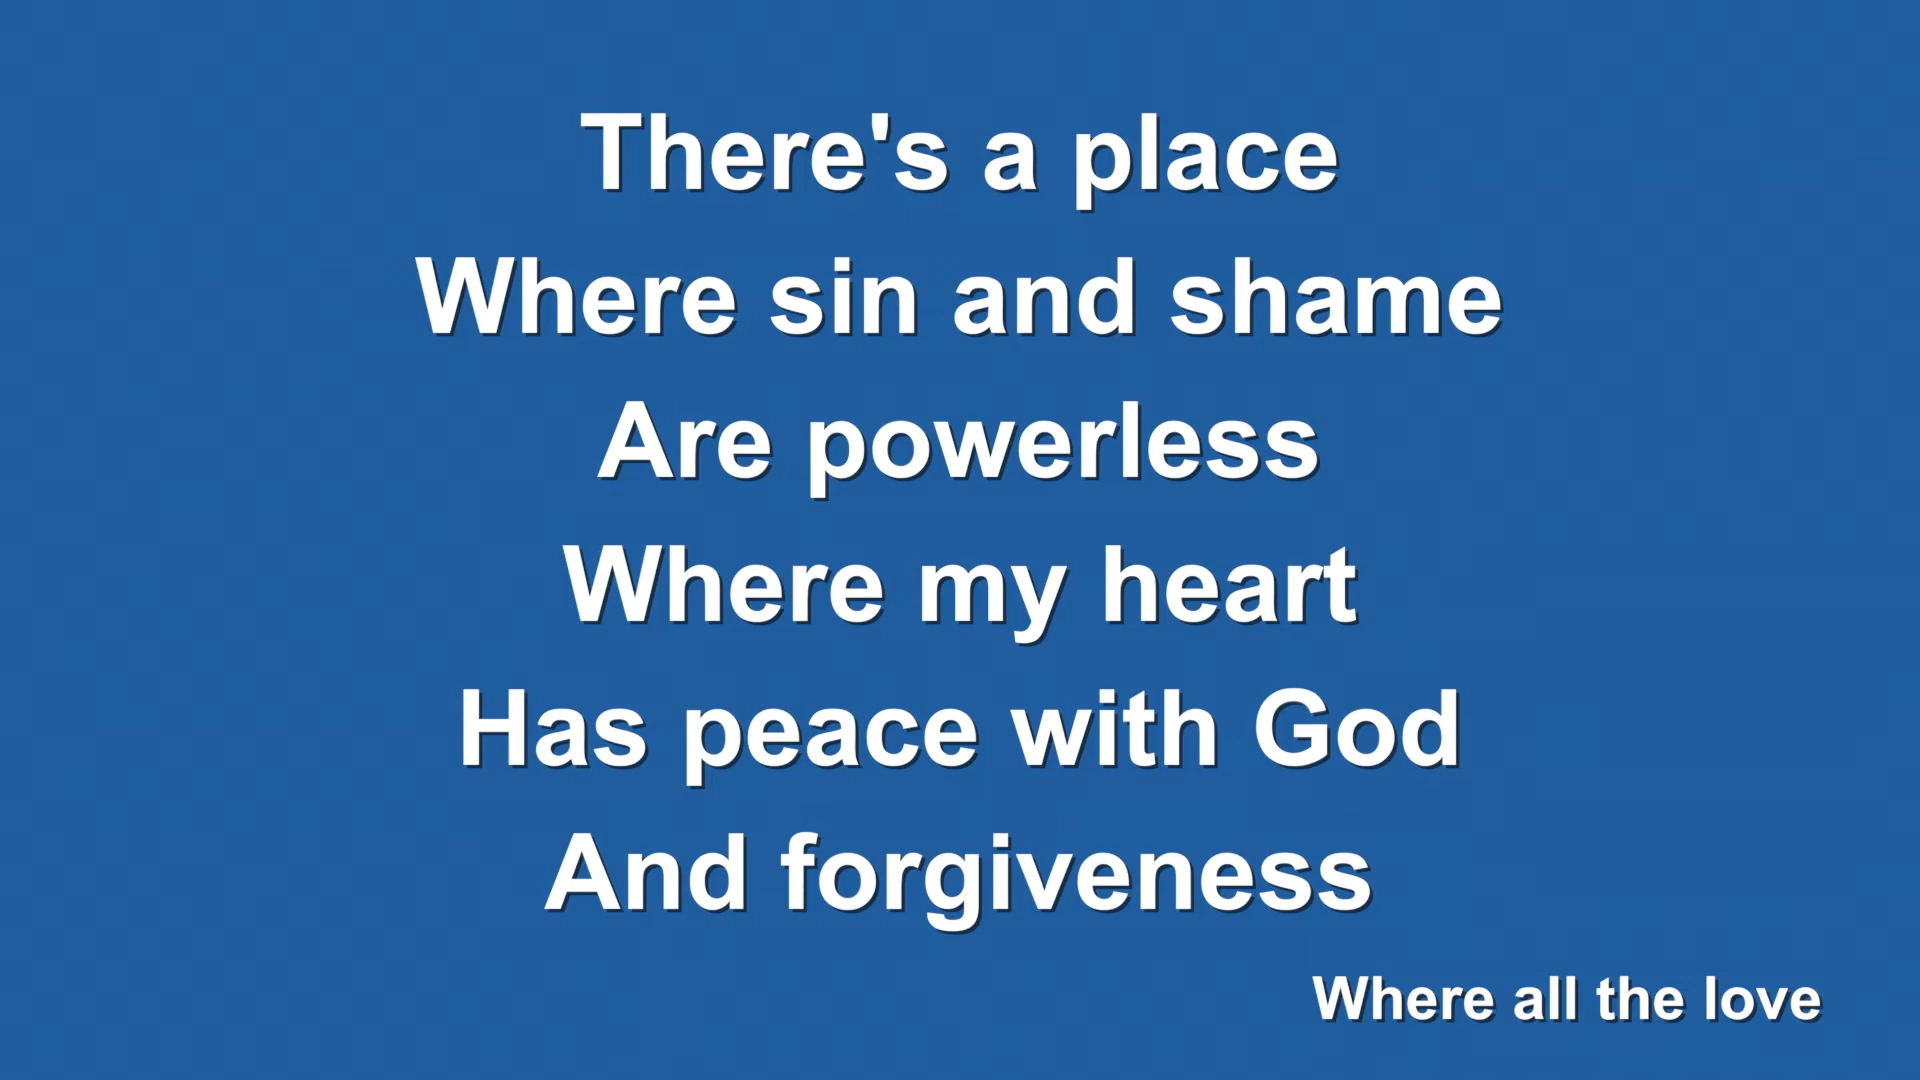 There's a place
Where sin and shame
Are powerless
Where my heart
Has peace with God
And forgiveness
Where all the love